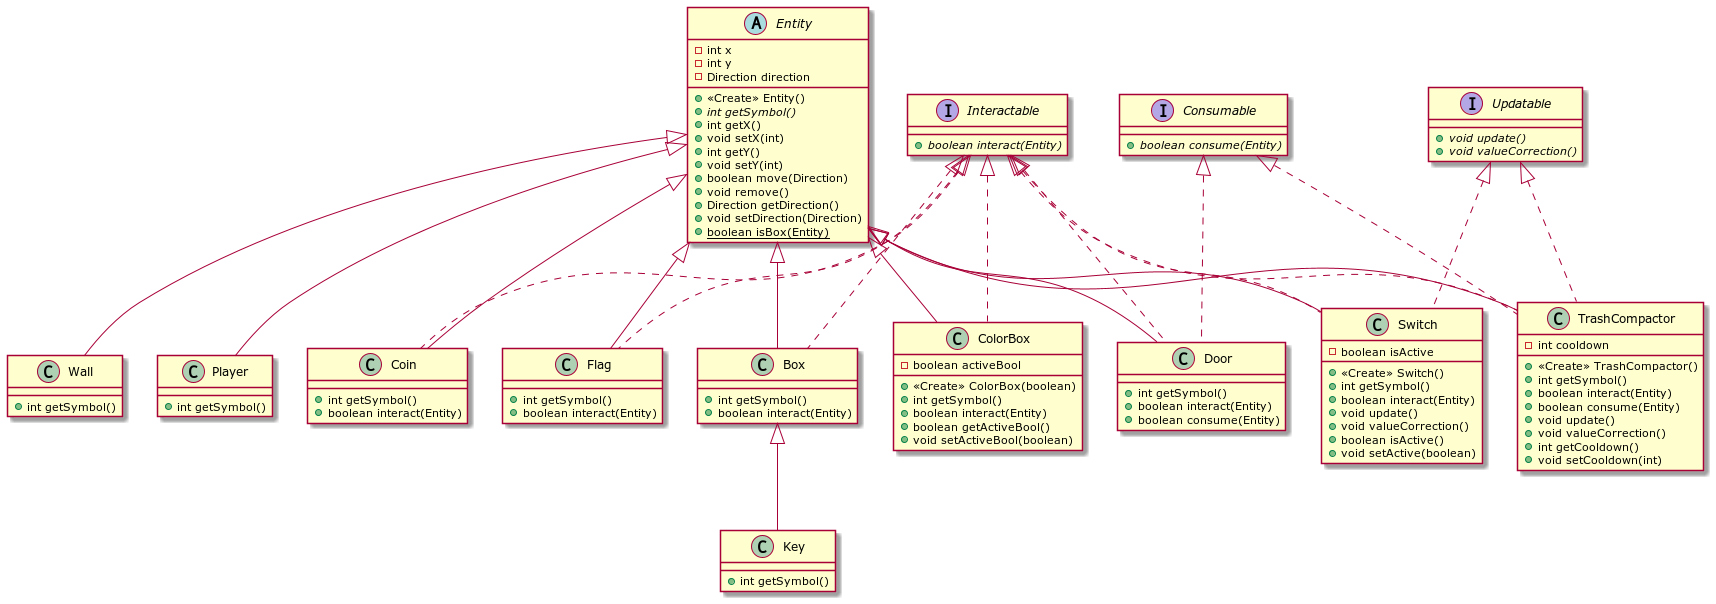 A Entity
int x
int y
Direction direction
«Create» Entity()
int getSymbol()
int getX()
void setX(int)
int getY()
void setY(int)
boolean move(Direction)
void remove()
Direction getDirection()
void setDirection(Direction)
boolean isBox(Entity)
I Interactable
boolean interact(Entity)
I Consumable
boolean consume(Entity)
I Updatable
void update()
void valueCorrection()
C Wall
int getSymbol()
C Player
int getSymbol()
C Coin
int getSymbol()
boolean interact(Entity)
C Flag
int getSymbol()
boolean interact(Entity)
C Box
int getSymbol()
boolean interact(Entity)
C ColorBox
boolean activeBool
«Create» ColorBox(boolean)
int getSymbol()
boolean interact(Entity)
boolean getActiveBool()
void setActiveBool(boolean)
C Door
int getSymbol()
boolean interact(Entity)
boolean consume(Entity)
C Switch
boolean isActive
«Create» Switch()
int getSymbol()
boolean interact(Entity)
void update()
void valueCorrection()
boolean isActive()
void setActive(boolean)
C TrashCompactor
int cooldown
«Create» TrashCompactor()
int getSymbol()
boolean interact(Entity)
boolean consume(Entity)
void update()
void valueCorrection()
int getCooldown()
void setCooldown(int)
C Key
int getSymbol()